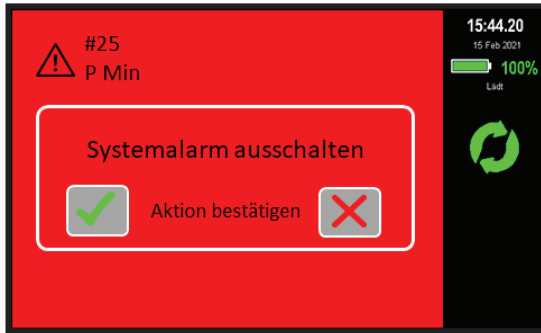 #25
P Min
Systemalarm ausschalten
Aktion bestätigen
15:44.20
15 Feb 2021
100%
Lädt